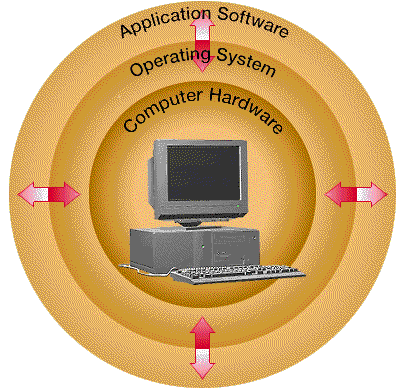 Application Software
Operating System
Computer Hardware